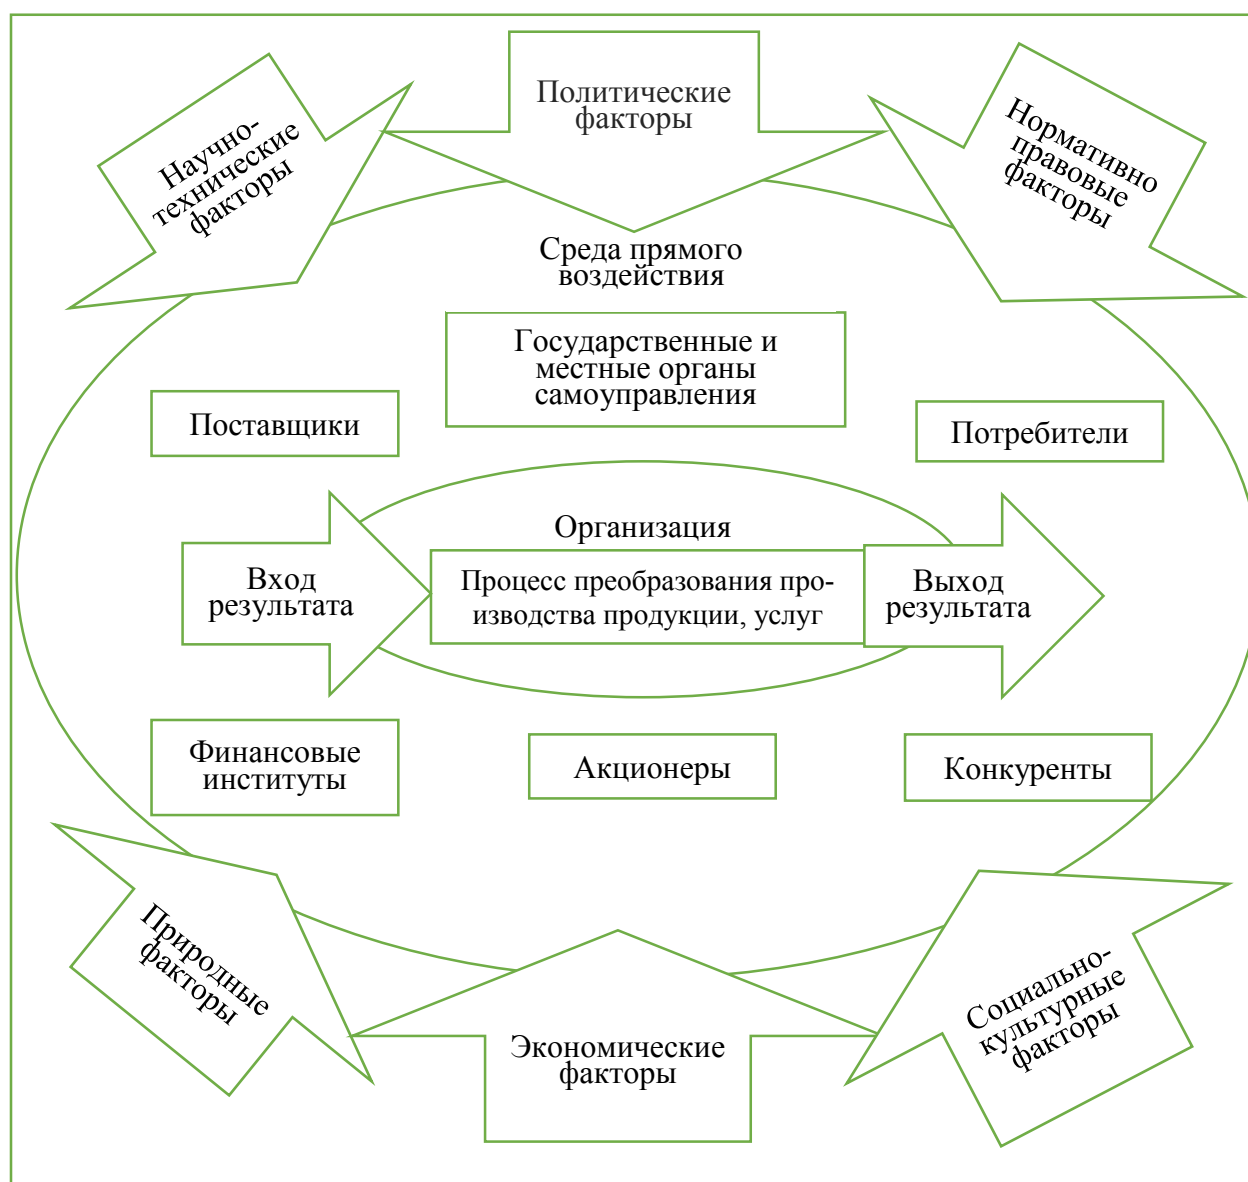 Политические
факторы
Научно-
технические
факторы
Нормативно
правовые
факторы
Среда прямого
воздействия
Государственные и
местные органы
самоуправления
Поставщики
Потребители
Организация
Вход
результата
Процесс преобразования про-
изводства продукции, услуг
Выход
результата
Финансовые
институты
Акционеры
Конкуренты
Природные
факторы
Экономические
факторы
Социально-
культурные
факторы